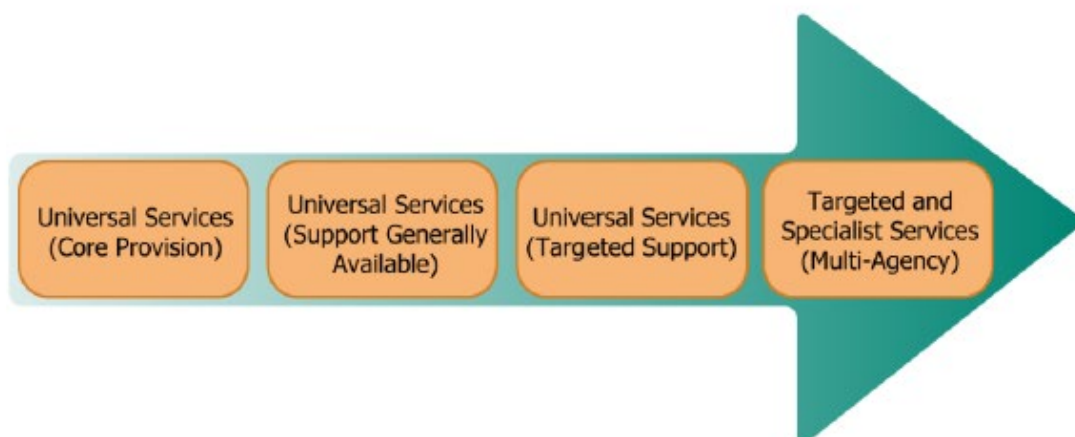 Universal Services
(Core Provision)
Universal Services
(Support Generally
Available)
Universal Services
(Targeted Support)
Targeted and
Specialist Services
(Multi-Agency)